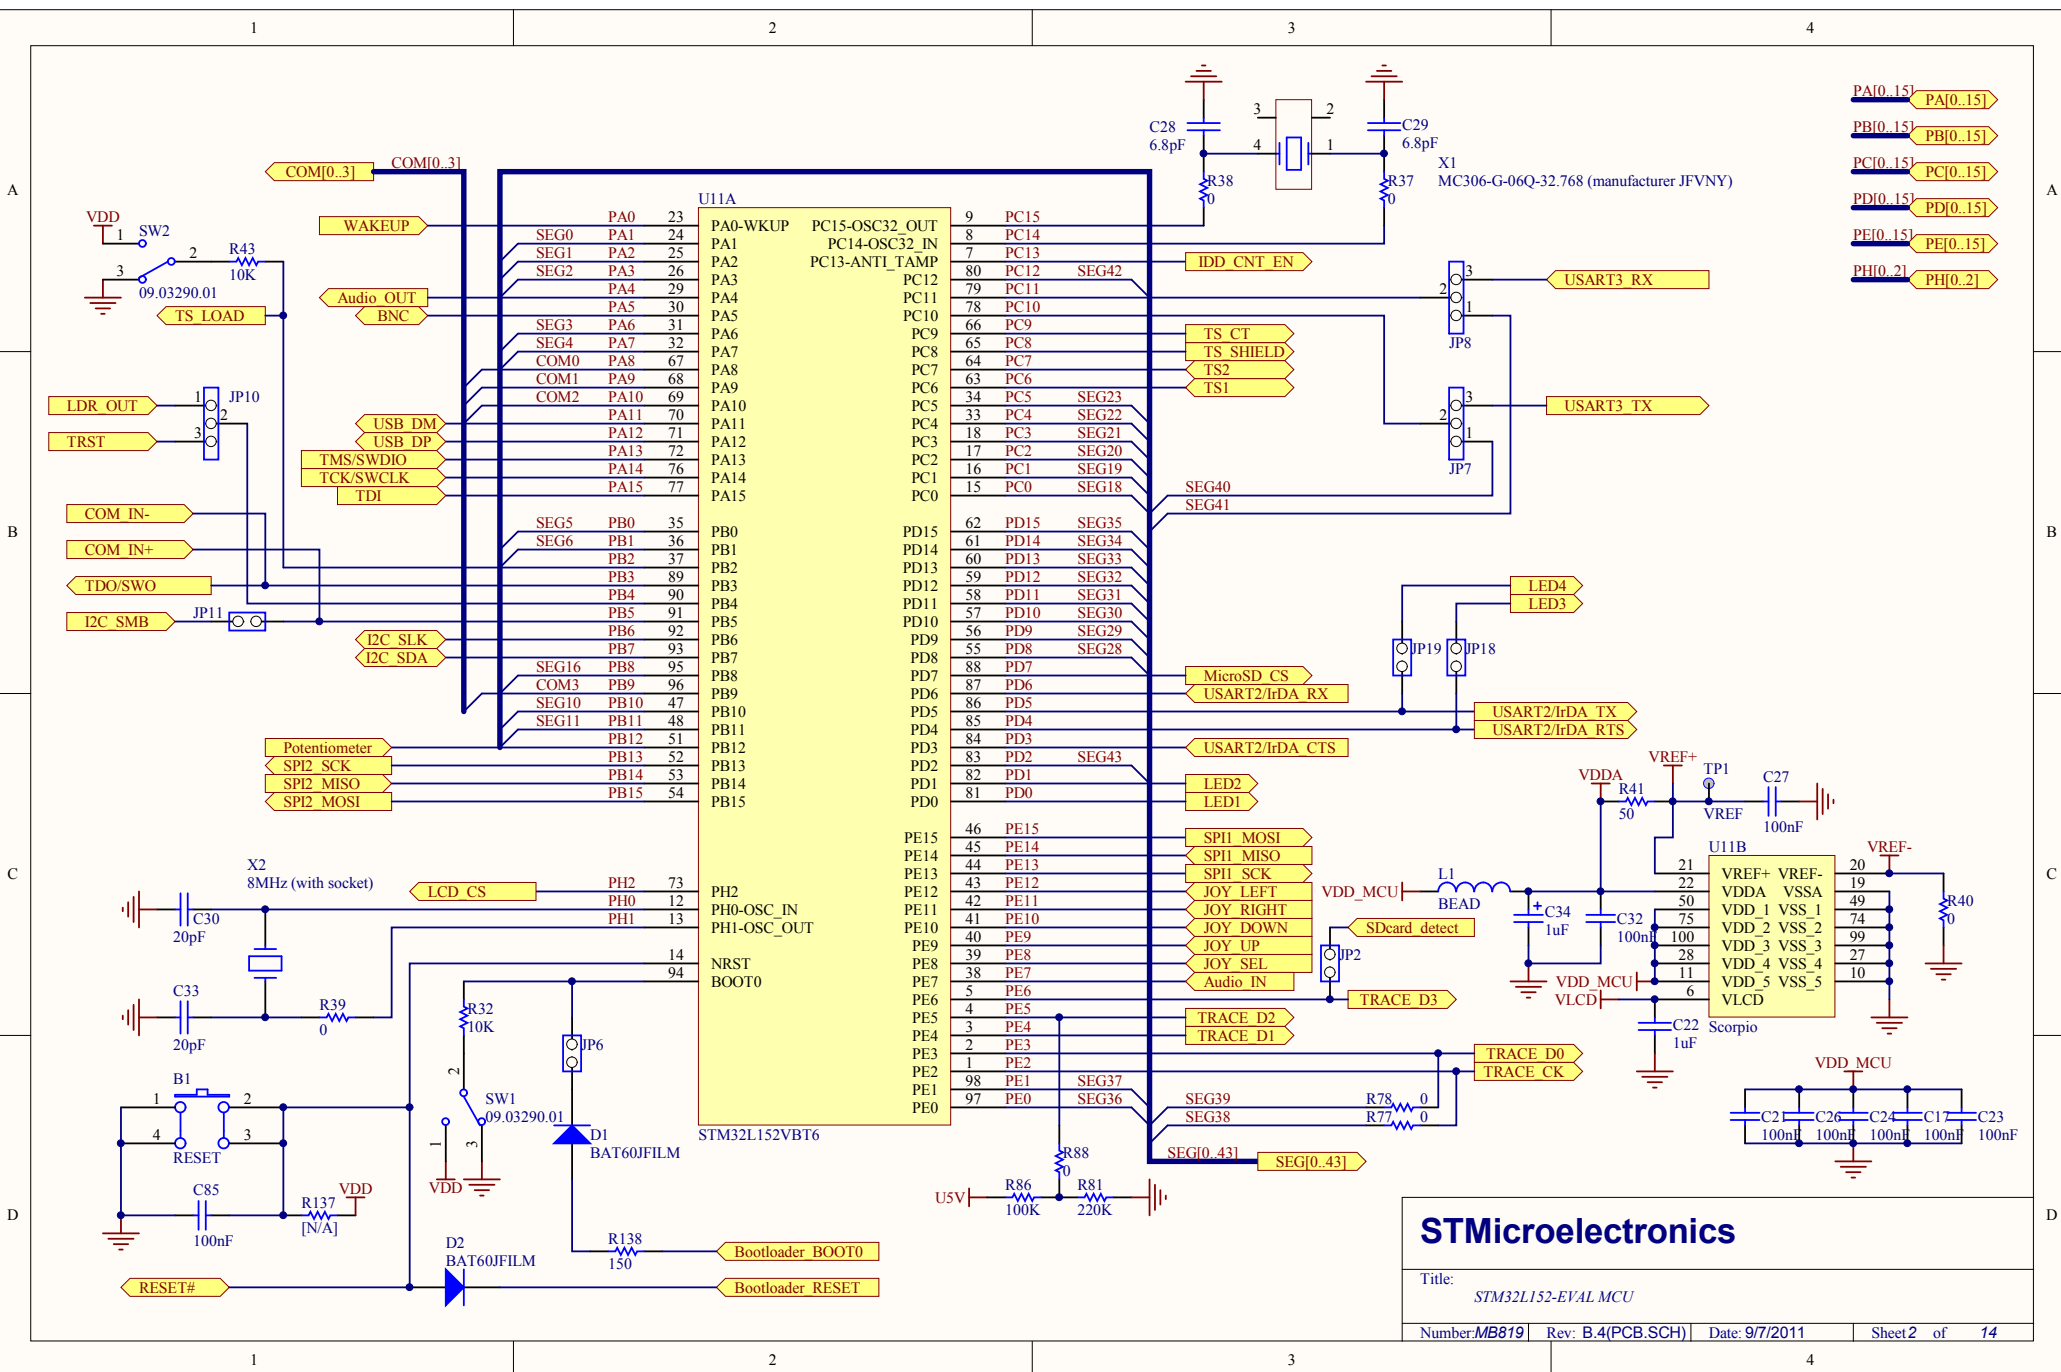 1 2 3 4
A
B
C
D
A
B
C
D
1 2 3 4
COM[0..3] COM[0..3]
WAKEUP
VDD
SW2
1
2
3
09.03290.01
R43
10K
TS_LOAD
Audio_OUT
BNC
LDR_OUT
TRST
1
2
3
JP10
USB_DM
USB_DP
TMS/SWDIO
TCK/SWCLK
TDI
COM_IN-
COM_IN+
TDO/SWO
I2C_SMB
JP11
I2C_SLK
I2C_SDA
Potentiometer
SPI2_SCK
SPI2_MISO
SPI2_MOSI
LCD_CS
U11A
PA0 23 PA0-WKUP
SEG0 PA1 24 PA1
SEG1 PA2 25 PA2
SEG2 PA3 26 PA3
PA4 29 PA4
PA5 30 PA5
SEG3 PA6 31 PA6
SEG4 PA7 32 PA7
COM0 PA8 67 PA8
COM1 PA9 68 PA9
COM2 PA10 69 PA10
PA11 70 PA11
PA12 71 PA12
PA13 72 PA13
PA14 76 PA14
PA15 77 PA15
SEG5 PB0 35 PB0
SEG6 PB1 36 PB1
PB2 37 PB2
PB3 89 PB3
PB4 90 PB4
PB5 91 PB5
PB6 92 PB6
PB7 93 PB7
SEG16 PB8 95 PB8
COM3 PB9 96 PB9
SEG10 PB10 47 PB10
SEG11 PB11 48 PB11
PB12 51 PB12
PB13 52 PB13
PB14 53 PB14
PB15 54 PB15
PH2 73 PH2
PH0 12 PH0-OSC_IN
PH1 13 PH1-OSC_OUT
14 NRST
94 BOOT0
PC15-OSC32_OUT 9 PC15
PC14-OSC32_IN 8 PC14
PC13-ANTI_TAMP 7 PC13 IDD_CNT_EN
PC12 80 PC12 SEG42
PC11 79 PC11
PC10 78 PC10
PC9 66 PC9 TS_CT
PC8 65 PC8 TS_SHIELD
PC7 64 PC7 TS2
PC6 63 PC6 TS1
PC5 34 PC5 SEG23
PC4 33 PC4 SEG22
PC3 18 PC3 SEG21
PC2 17 PC2 SEG20
PC1 16 PC1 SEG19
PC0 15 PC0 SEG18
PD15 62 PD15 SEG35
PD14 61 PD14 SEG34
PD13 60 PD13 SEG33
PD12 59 PD12 SEG32
PD11 58 PD11 SEG31
PD10 57 PD10 SEG30
PD9 56 PD9 SEG29
PD8 55 PD8 SEG28
PD7 88 PD7 MicroSD_CS
PD6 87 PD6 USART2/IrDA_RX
PD5 86 PD5 USART2/IrDA_TX
PD4 85 PD4 USART2/IrDA_RTS
PD3 84 PD3 USART2/IrDA_CTS
PD2 83 PD2 SEG43
PD1 82 PD1 LED2
PD0 81 PD0 LED1
PE15 46 PE15 SPI1_MOSI
PE14 45 PE14 SPI1_MISO
PE13 44 PE13 SPI1_SCK
PE12 43 PE12 JOY_LEFT
PE11 42 PE11 JOY_RIGHT
PE10 41 PE10 JOY_DOWN
PE9 40 PE9 JOY_UP
PE8 39 PE8 JOY_SEL
PE7 38 PE7 Audio_IN
PE6 5 PE6 TRACE_D3
PE5 4 PE5 TRACE_D2
PE4 3 PE4 TRACE_D1
PE3 2 PE3 TRACE_D0
PE2 1 PE2 TRACE_CK
PE1 98 PE1 SEG37
PE0 97 PE0 SEG36
STM32L152VBT6
C28
6.8pF
3 2
4 1
C29
6.8pF
R38
0
R37
0
X1
MC306-G-06Q-32.768 (manufacturer JFVNY)
PA[0..15] PA[0..15]
PB[0..15] PB[0..15]
PC[0..15] PC[0..15]
PD[0..15] PD[0..15]
PE[0..15] PE[0..15]
PH[0..2] PH[0..2]
3
2
1
JP8
USART3_RX
3
2
1
JP7
USART3_TX
SEG40
SEG41
LED4
LED3
JP19 JP18
VDDA
VREF+
TP1
VREF
R41
50
C27
100nF
U11B
VREF-
21 VREF+ VREF- 20
22 VDDA VSSA 19
50 VDD_1 VSS_1 49
75 VDD_2 VSS_2 74
100 VDD_3 VSS_3 99
28 VDD_4 VSS_4 27
11 VDD_5 VSS_5 10
6 VLCD
Scorpio
VDD_MCU
L1
BEAD
+
C34
1uF
C32
100nF
R40
0
VDD_MCU
VLCD
C22
1uF
SDcard_detect
JP2
VDD_MCU
C21
100nF
C26
100nF
C24
100nF
C17
100nF
C23
100nF
SEG39 R78 0
SEG38 R77 0
SEG[0..43] SEG[0..43]
R88
0
U5V
R86
100K
R81
220K
X2
8MHz (with socket)
C30
20pF
C33
20pF
R39
0
R32
10K
2
SW1
09.03290.01
1 3
VDD
JP6
D1
BAT60JFILM
B1
1 2
4 3
RESET
C85
100nF
R137
[N/A]
VDD
R138
150
Bootloader_BOOT0
D2
BAT60JFILM
RESET#
Bootloader_RESET
STMicroelectronics
Title:
STM32L152-EVAL MCU
Number:MB819 Rev: B.4(PCB.SCH) Date: 9/7/2011 Sheet 2 of 14